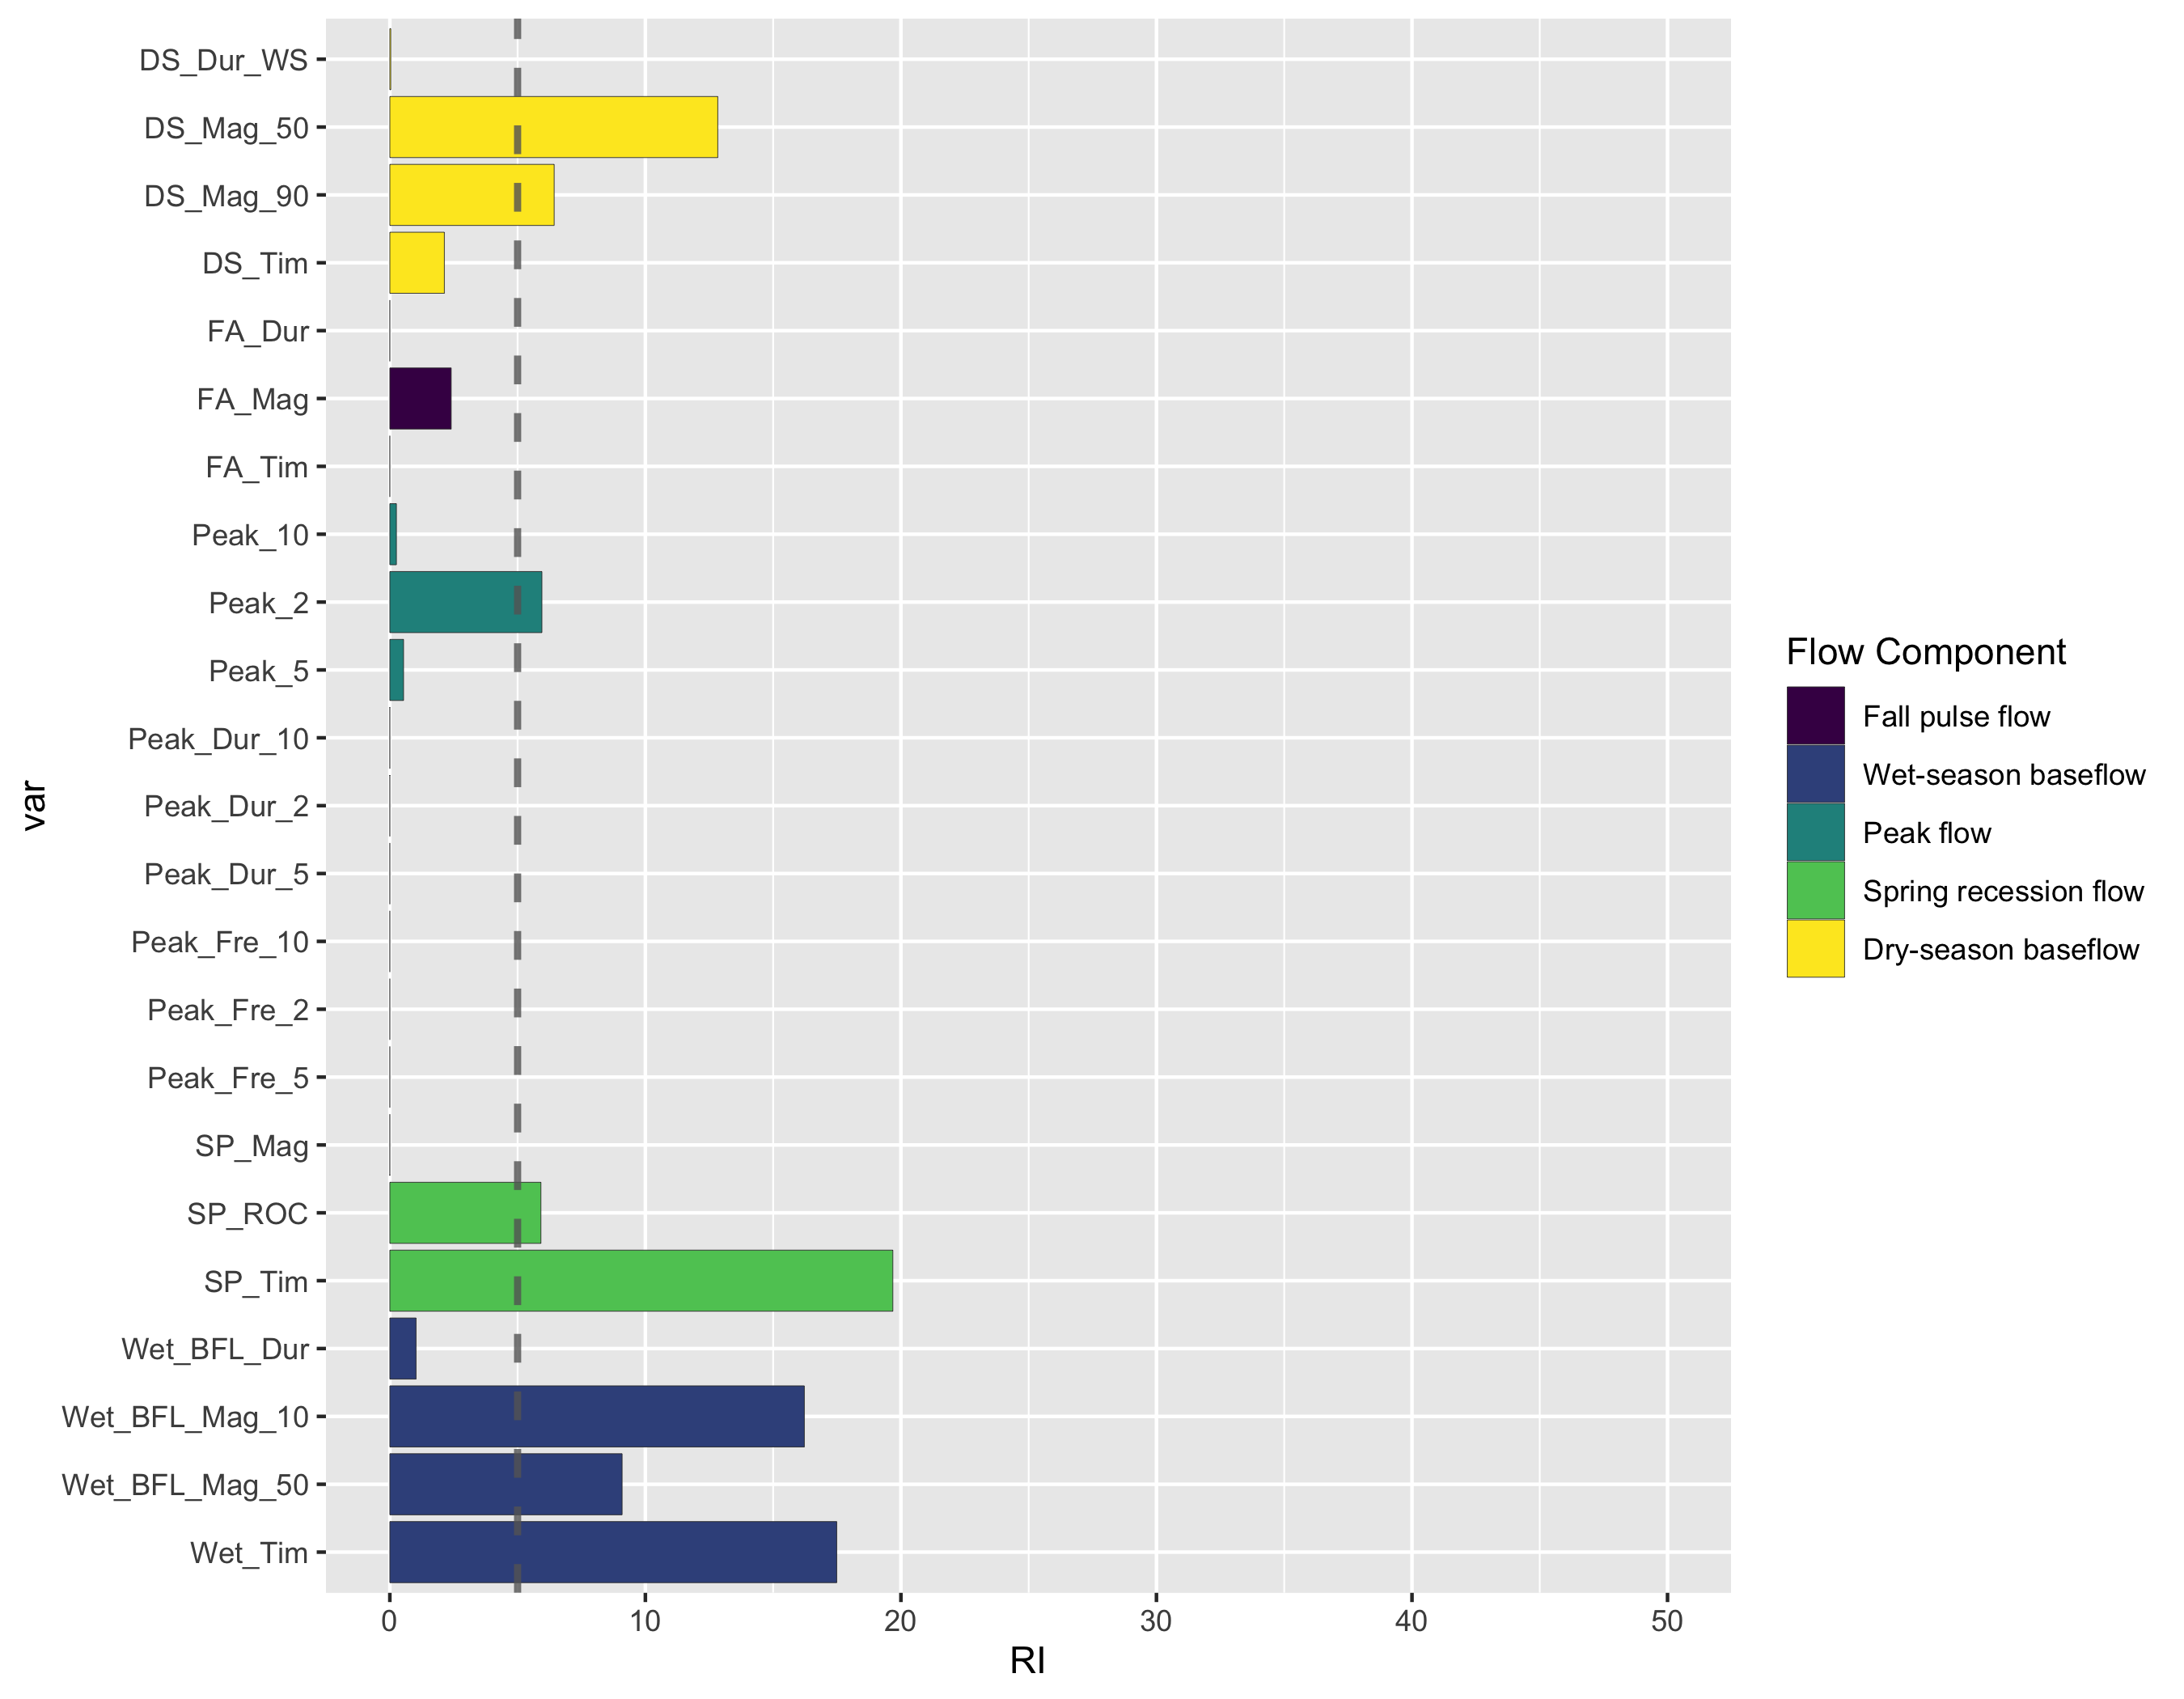 DS_Dur_WS
DS_Mag_50
DS_Mag_90
DS_Tim
FA_Dur
FA_Mag
FA_Tim
Peak_10
Peak_2
Peak_5
Peak_Dur_10
Peak_Dur_2
Peak_Dur_5
Peak_Fre_10
Peak_Fre_2
Peak_Fre_5
SP_Mag
SP_ROC
SP_Tim
Wet_BFL_Dur
Wet_BFL_Mag_10
Wet_BFL_Mag_50
Wet_Tim
var
0 10 20 30 40 50
RI
Flow Component
Fall pulse flow
Wet-season baseflow
Peak flow
Spring recession flow
Dry-season baseflow